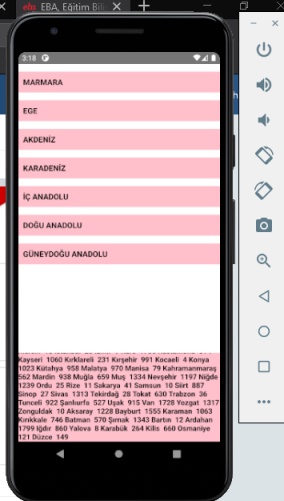 eba EBA, Eğitim Bili
3:18
MARMARA
EGE
AKDENİZ
KARADENİZ
İÇ ANADOLU
DOĞU ANADOLU
GÜNEYDOĞU ANADOLU
Kayseri 1060 Kırklareli 231 Kırşehir 991 Kocaeli 4 Konya
1023 Kütahya 958 Malatya 970 Manisa 79 Kahramanmaraş
562 Mardin 938 Muğla 659 Muş 1334 Nevşehir 1197 Niğde
1239 Ordu 25 Rize 11 Sakarya 41 Samsun 10 Siirt 887
Sinop 27 Sivas 1313 Tekirdağ 28 Tokat 630 Trabzon 36
Tunceli 922 Şanlıurfa 527 Uşak 915 Van 1728 Yozgat 1317
Zonguldak 10 Aksaray 1228 Bayburt 1555 Karaman 1063
Kırıkkale 746 Batman 570 Şırnak 1343 Bartın 12 Ardahan
1799 Iğdır 860 Yalova 8 Karabük 264 Kilis 660 Osmaniye
121 Düzce 149